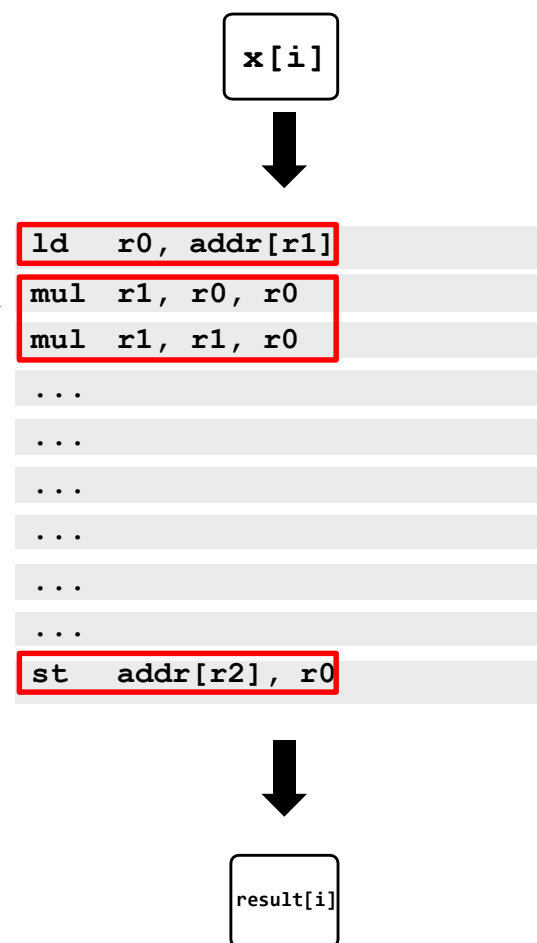 x[i]
ld r0, addr[r1]
mul r1, r0, r0
mul r1, r1, r0
...
...
...
...
...
...
st addr[r2], r0
result[i]